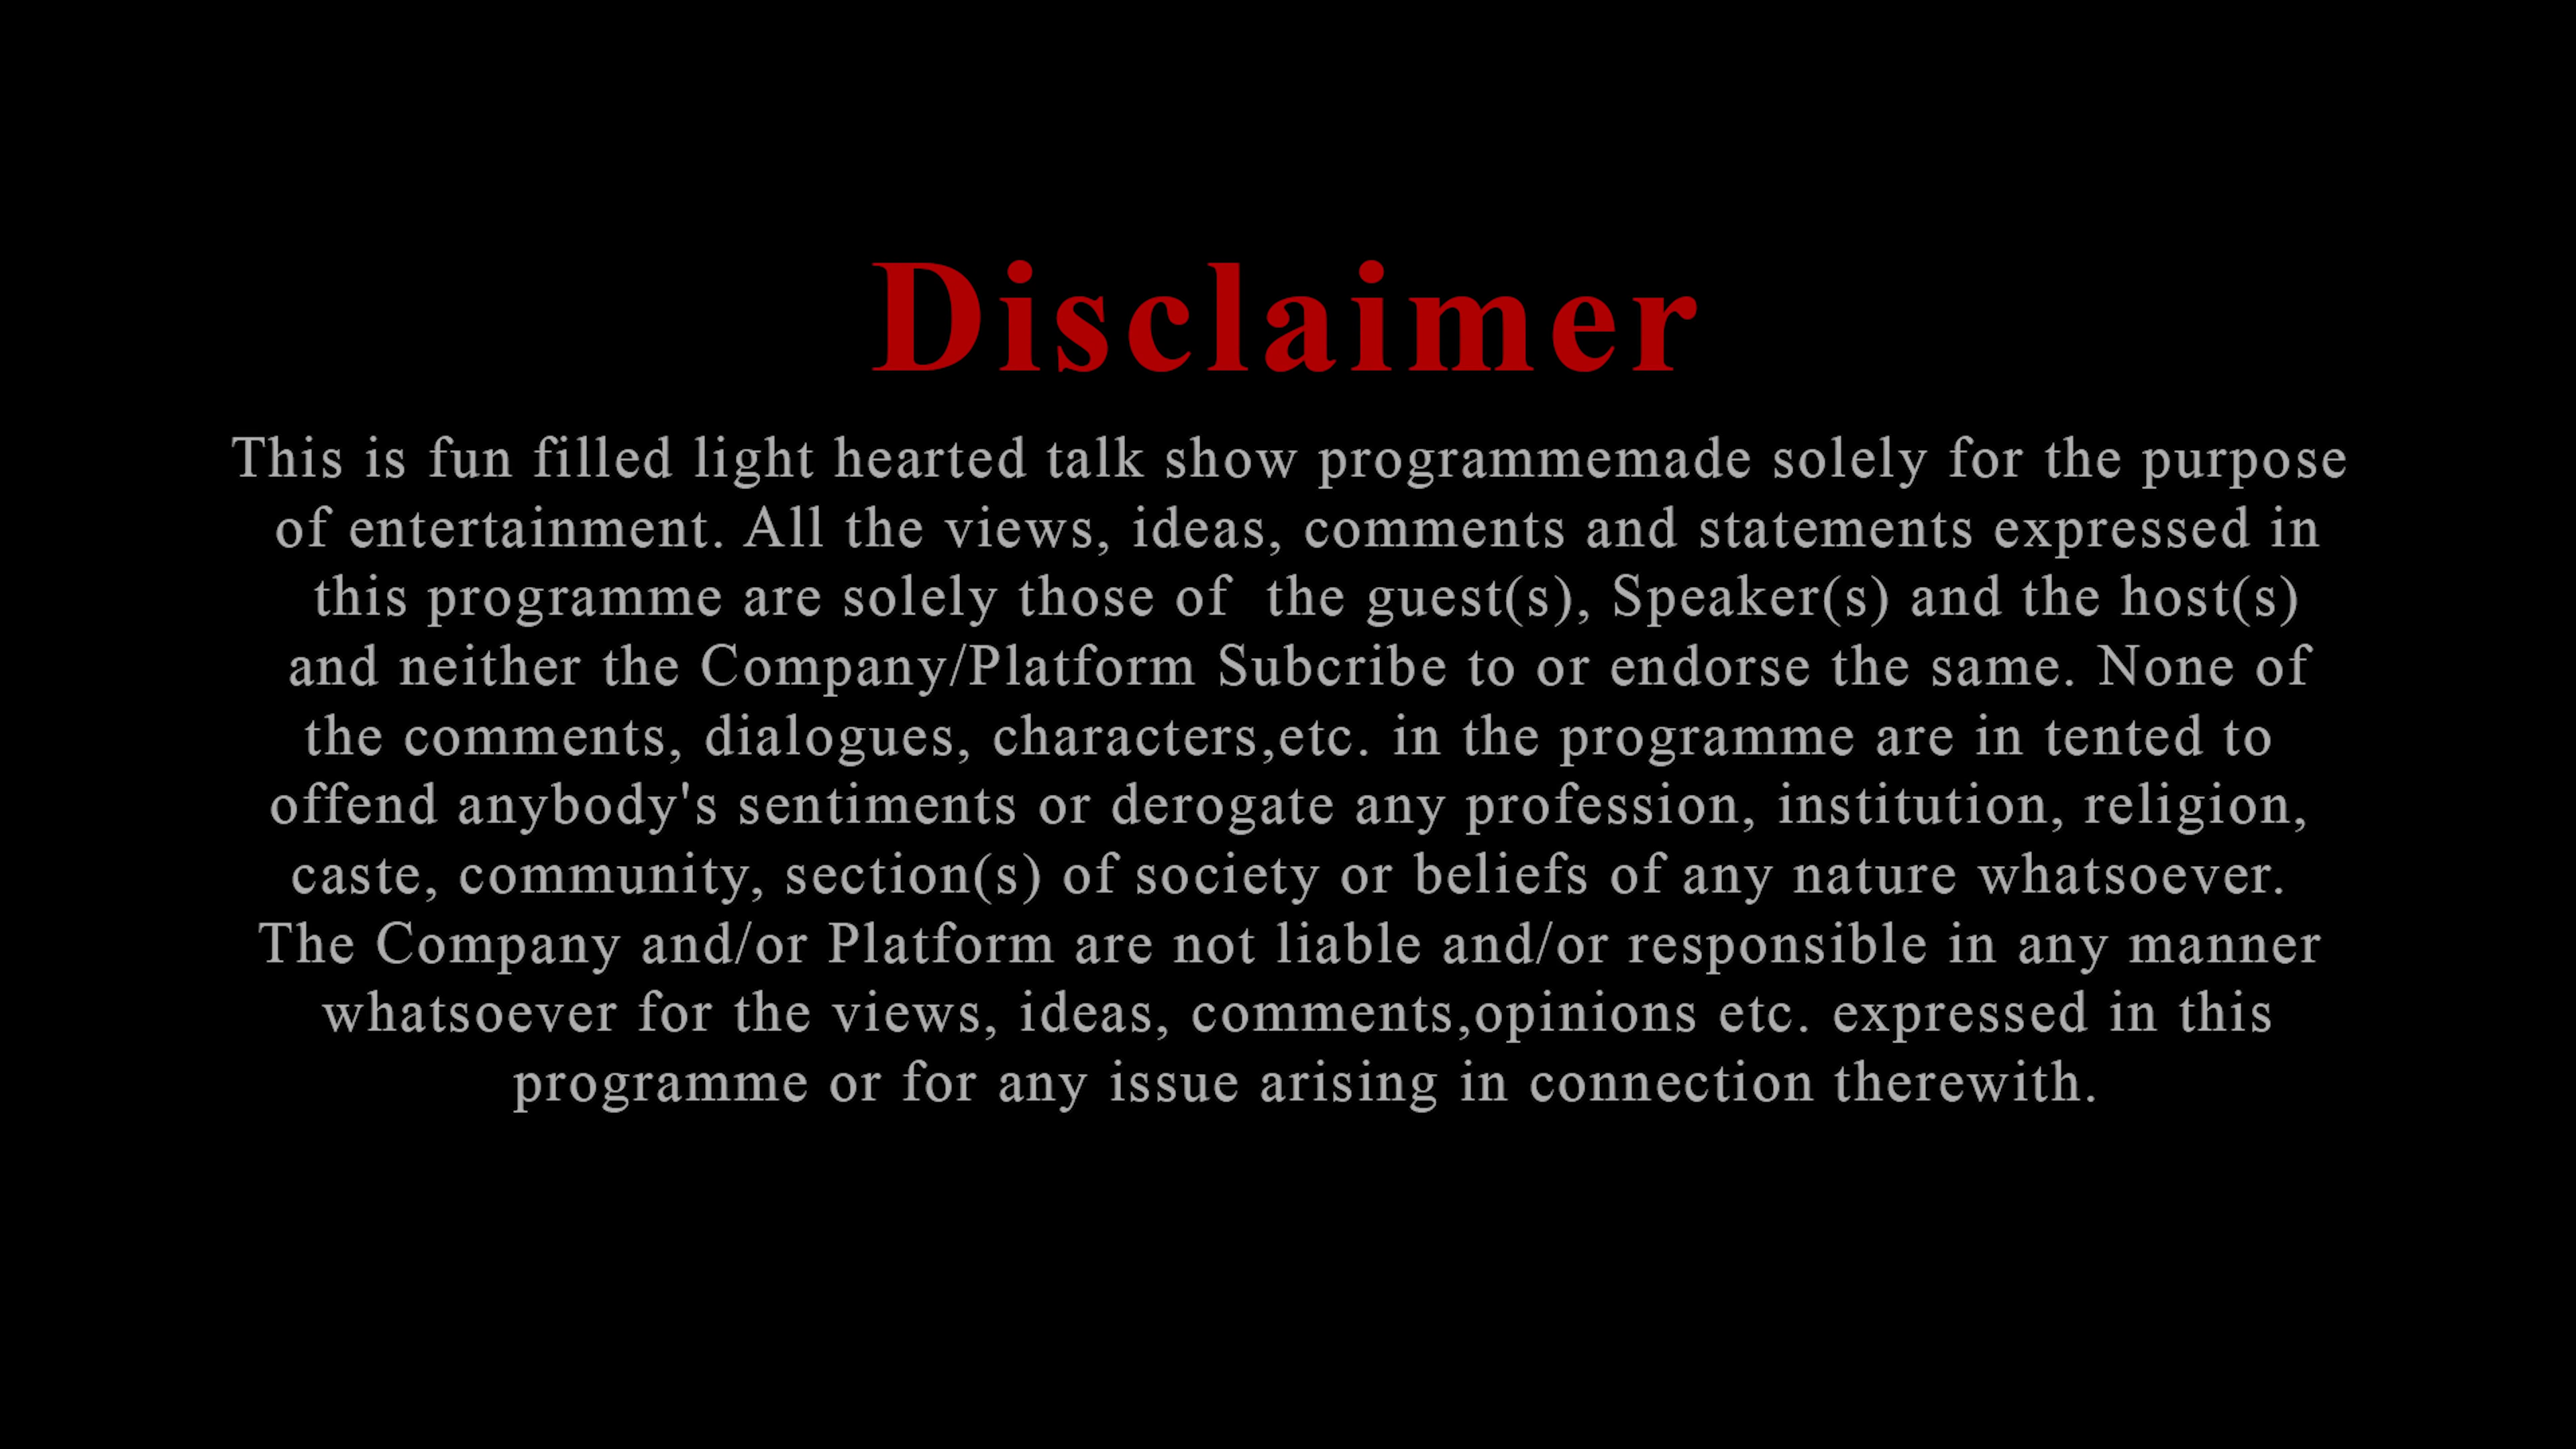 Disclaimer
This is fun filled light hearted talk show programmemade solely for the purpose
of entertainment. All the views, ideas, comments and statements expressed in
this programme are solely those of  the guest(s), Speaker(s) and the host(s)
and neither the Company/Platform Subcribe to or endorse the same. None of
the comments, dialogues, characters,etc. in the programme are in tented to
offend anybody's sentiments or derogate any profession, institution, religion,
caste, community, section(s) of society or beliefs of any nature whatsoever.
The Company and/or Platform are not liable and/or responsible in any manner
whatsoever for the views, ideas, comments,opinions etc. expressed in this
programme or for any issue arising in connection therewith.